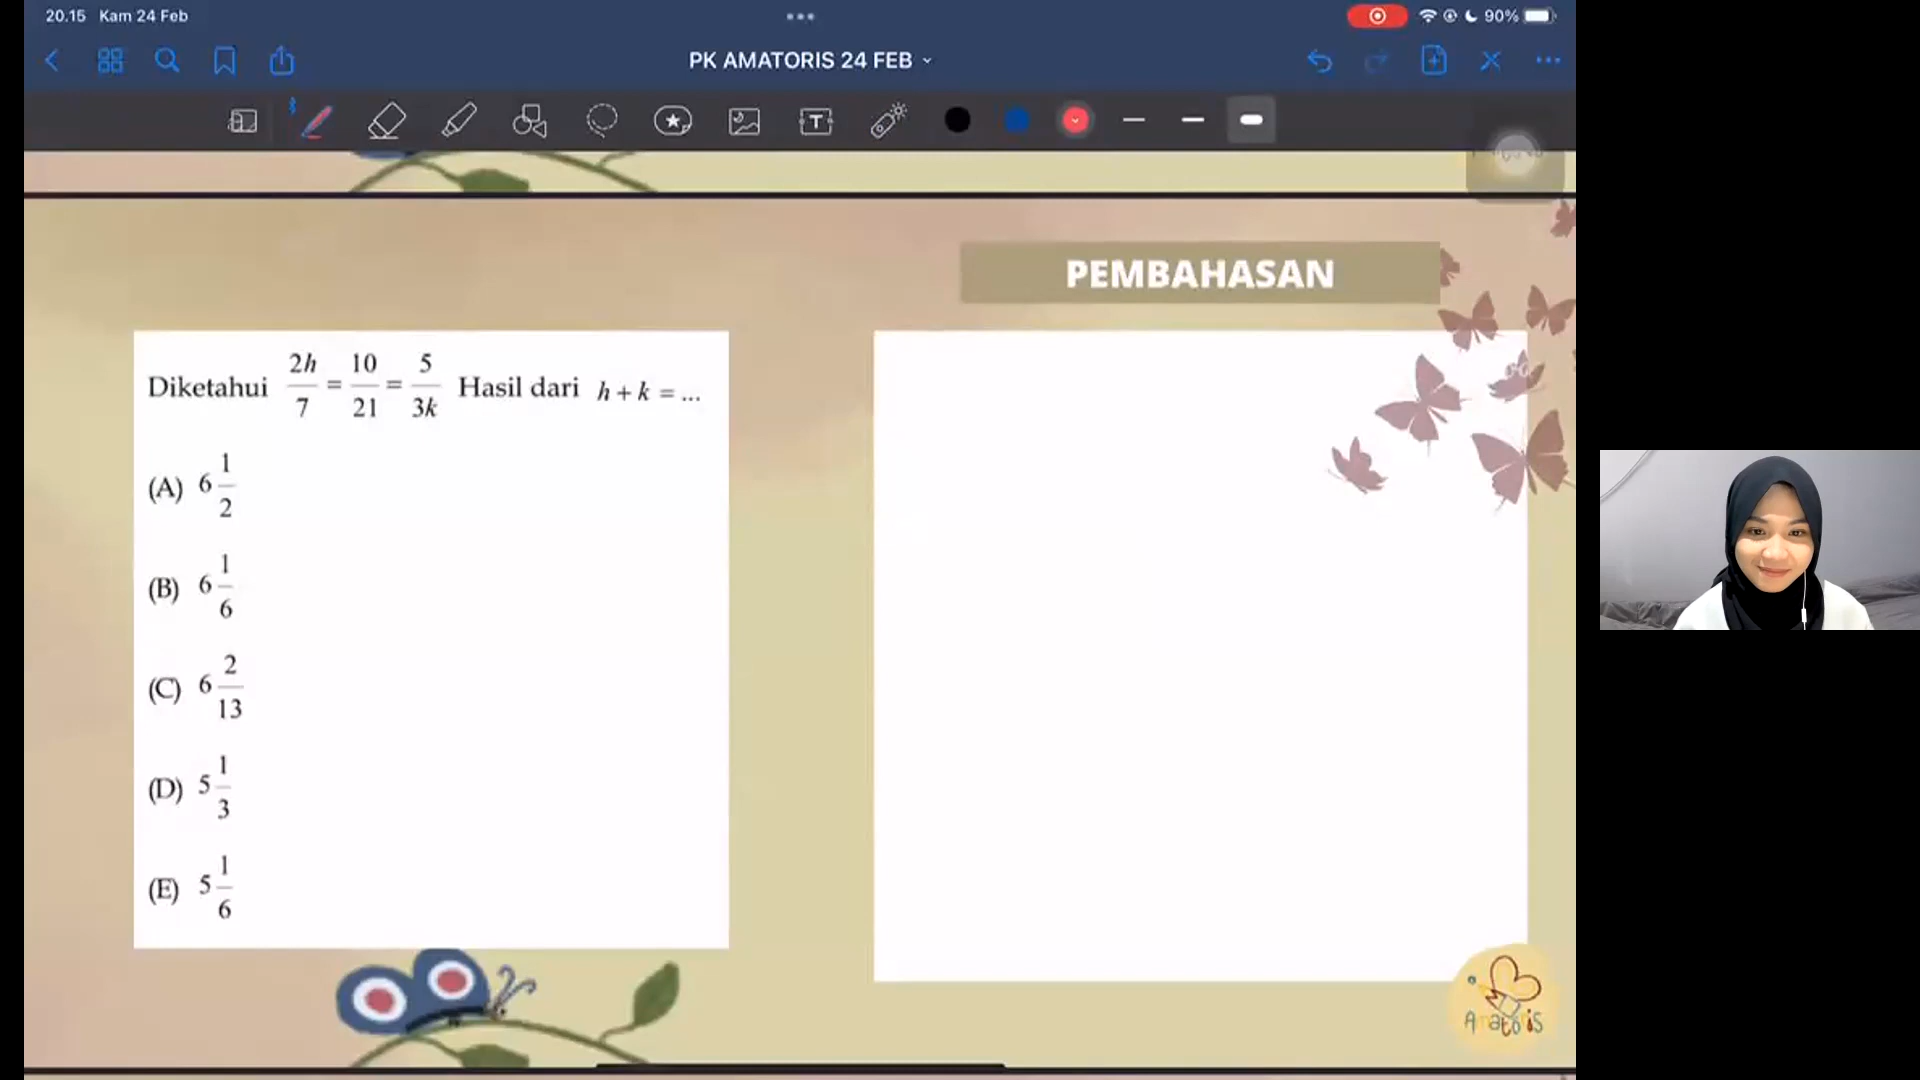 20.15 Kam 24 Feb
90%
PK AMATORIS 24 FEB
T
PEMBAHASAN
Diketahui 2h/7 = 10/21 = 5/3k Hasil dari h + k = ...
(A) 6 1/2
(B) 6 1/6
(C) 6 2/13
(D) 5 1/3
(E) 5 1/6
Amatoris